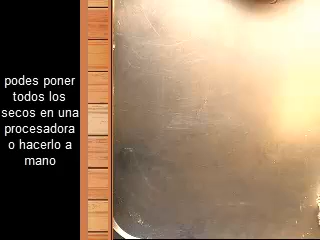 podes poner
todos los
secos en una
procesadora
o hacerlo a
mano